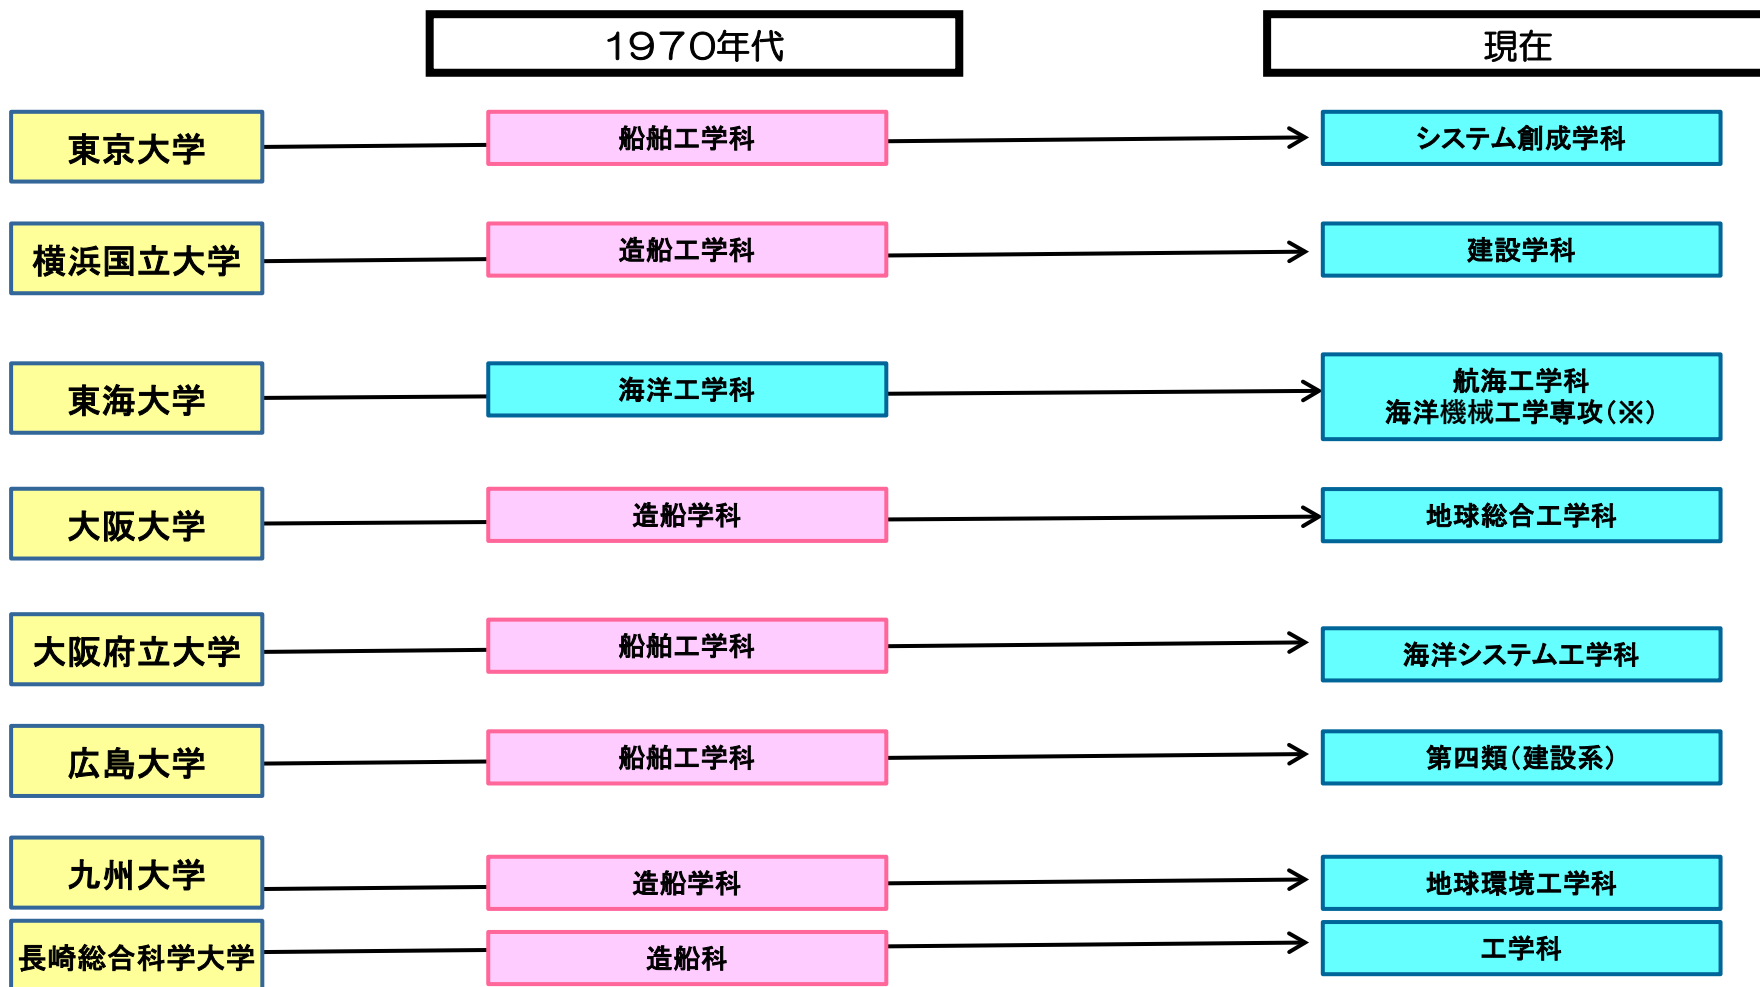 1970年代 現在
東京大学 船舶工学科 システム創成学科
横浜国立大学 造船工学科 建設学科
東海大学 海洋工学科 航海工学科
海洋機械工学専攻(※)
大阪大学 造船学科 地球総合工学科
大阪府立大学 船舶工学科 海洋システム工学科
広島大学 船舶工学科 第四類(建設系)
九州大学 造船学科 地球環境工学科
長崎総合科学大学 造船科 工学科